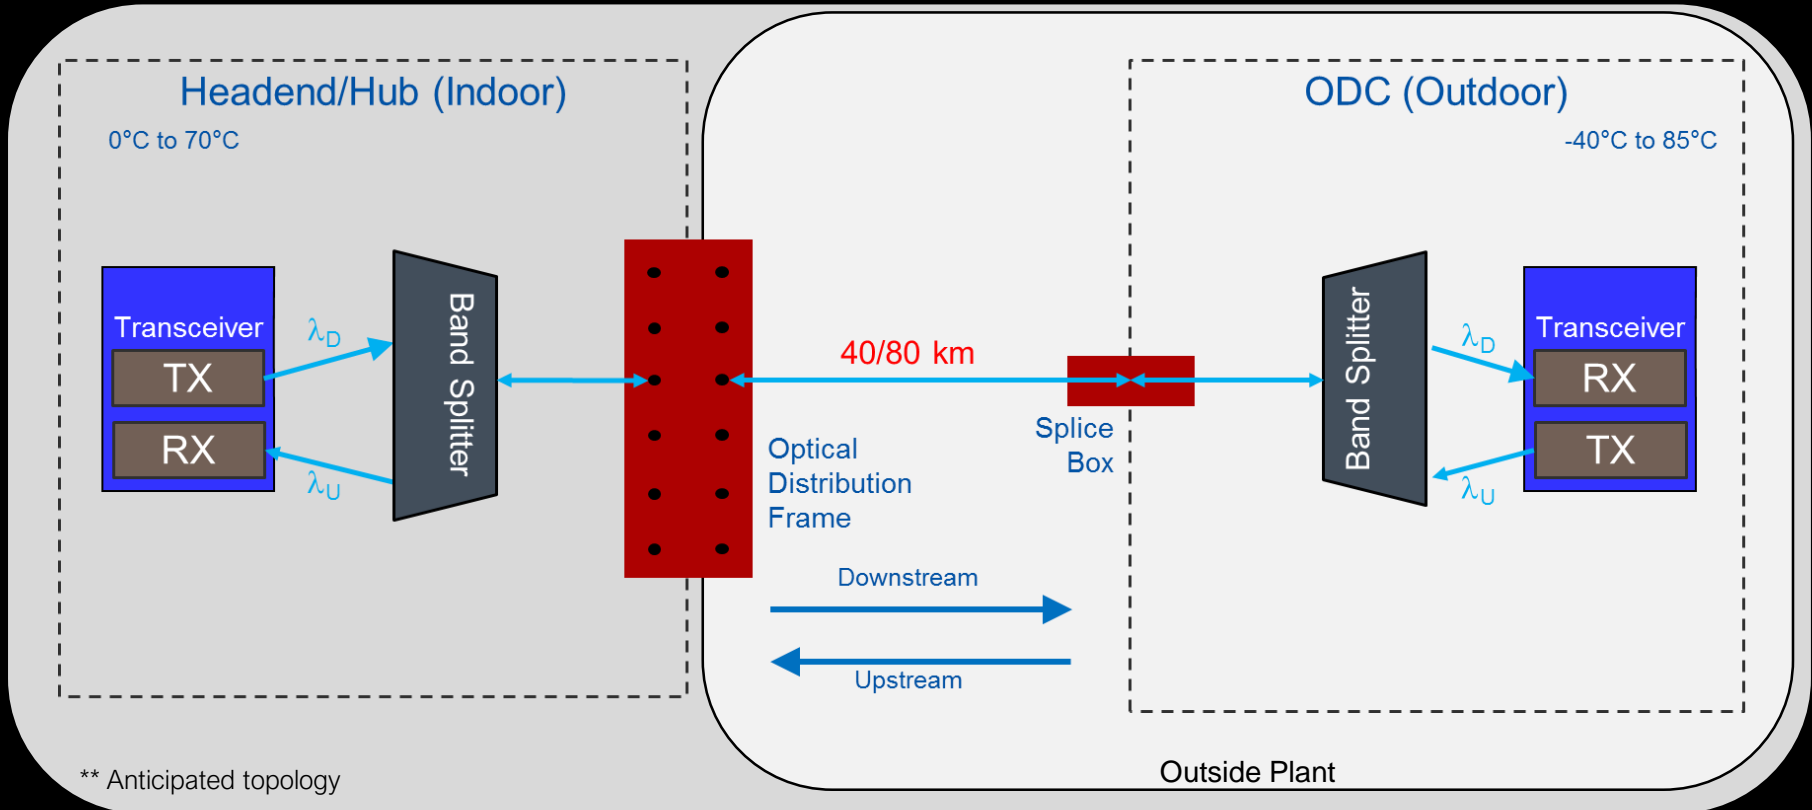 Headend/Hub (Indoor)
0°C to 70°C
Transceiver
TX
RX
λD
λU
Band Splitter
Optical
Distribution
Frame
40/80 km
Splice
Box
Downstream
Upstream
ODC (Outdoor)
-40°C to 85°C
Band Splitter
λD
λU
Transceiver
RX
TX
** Anticipated topology
Outside Plant